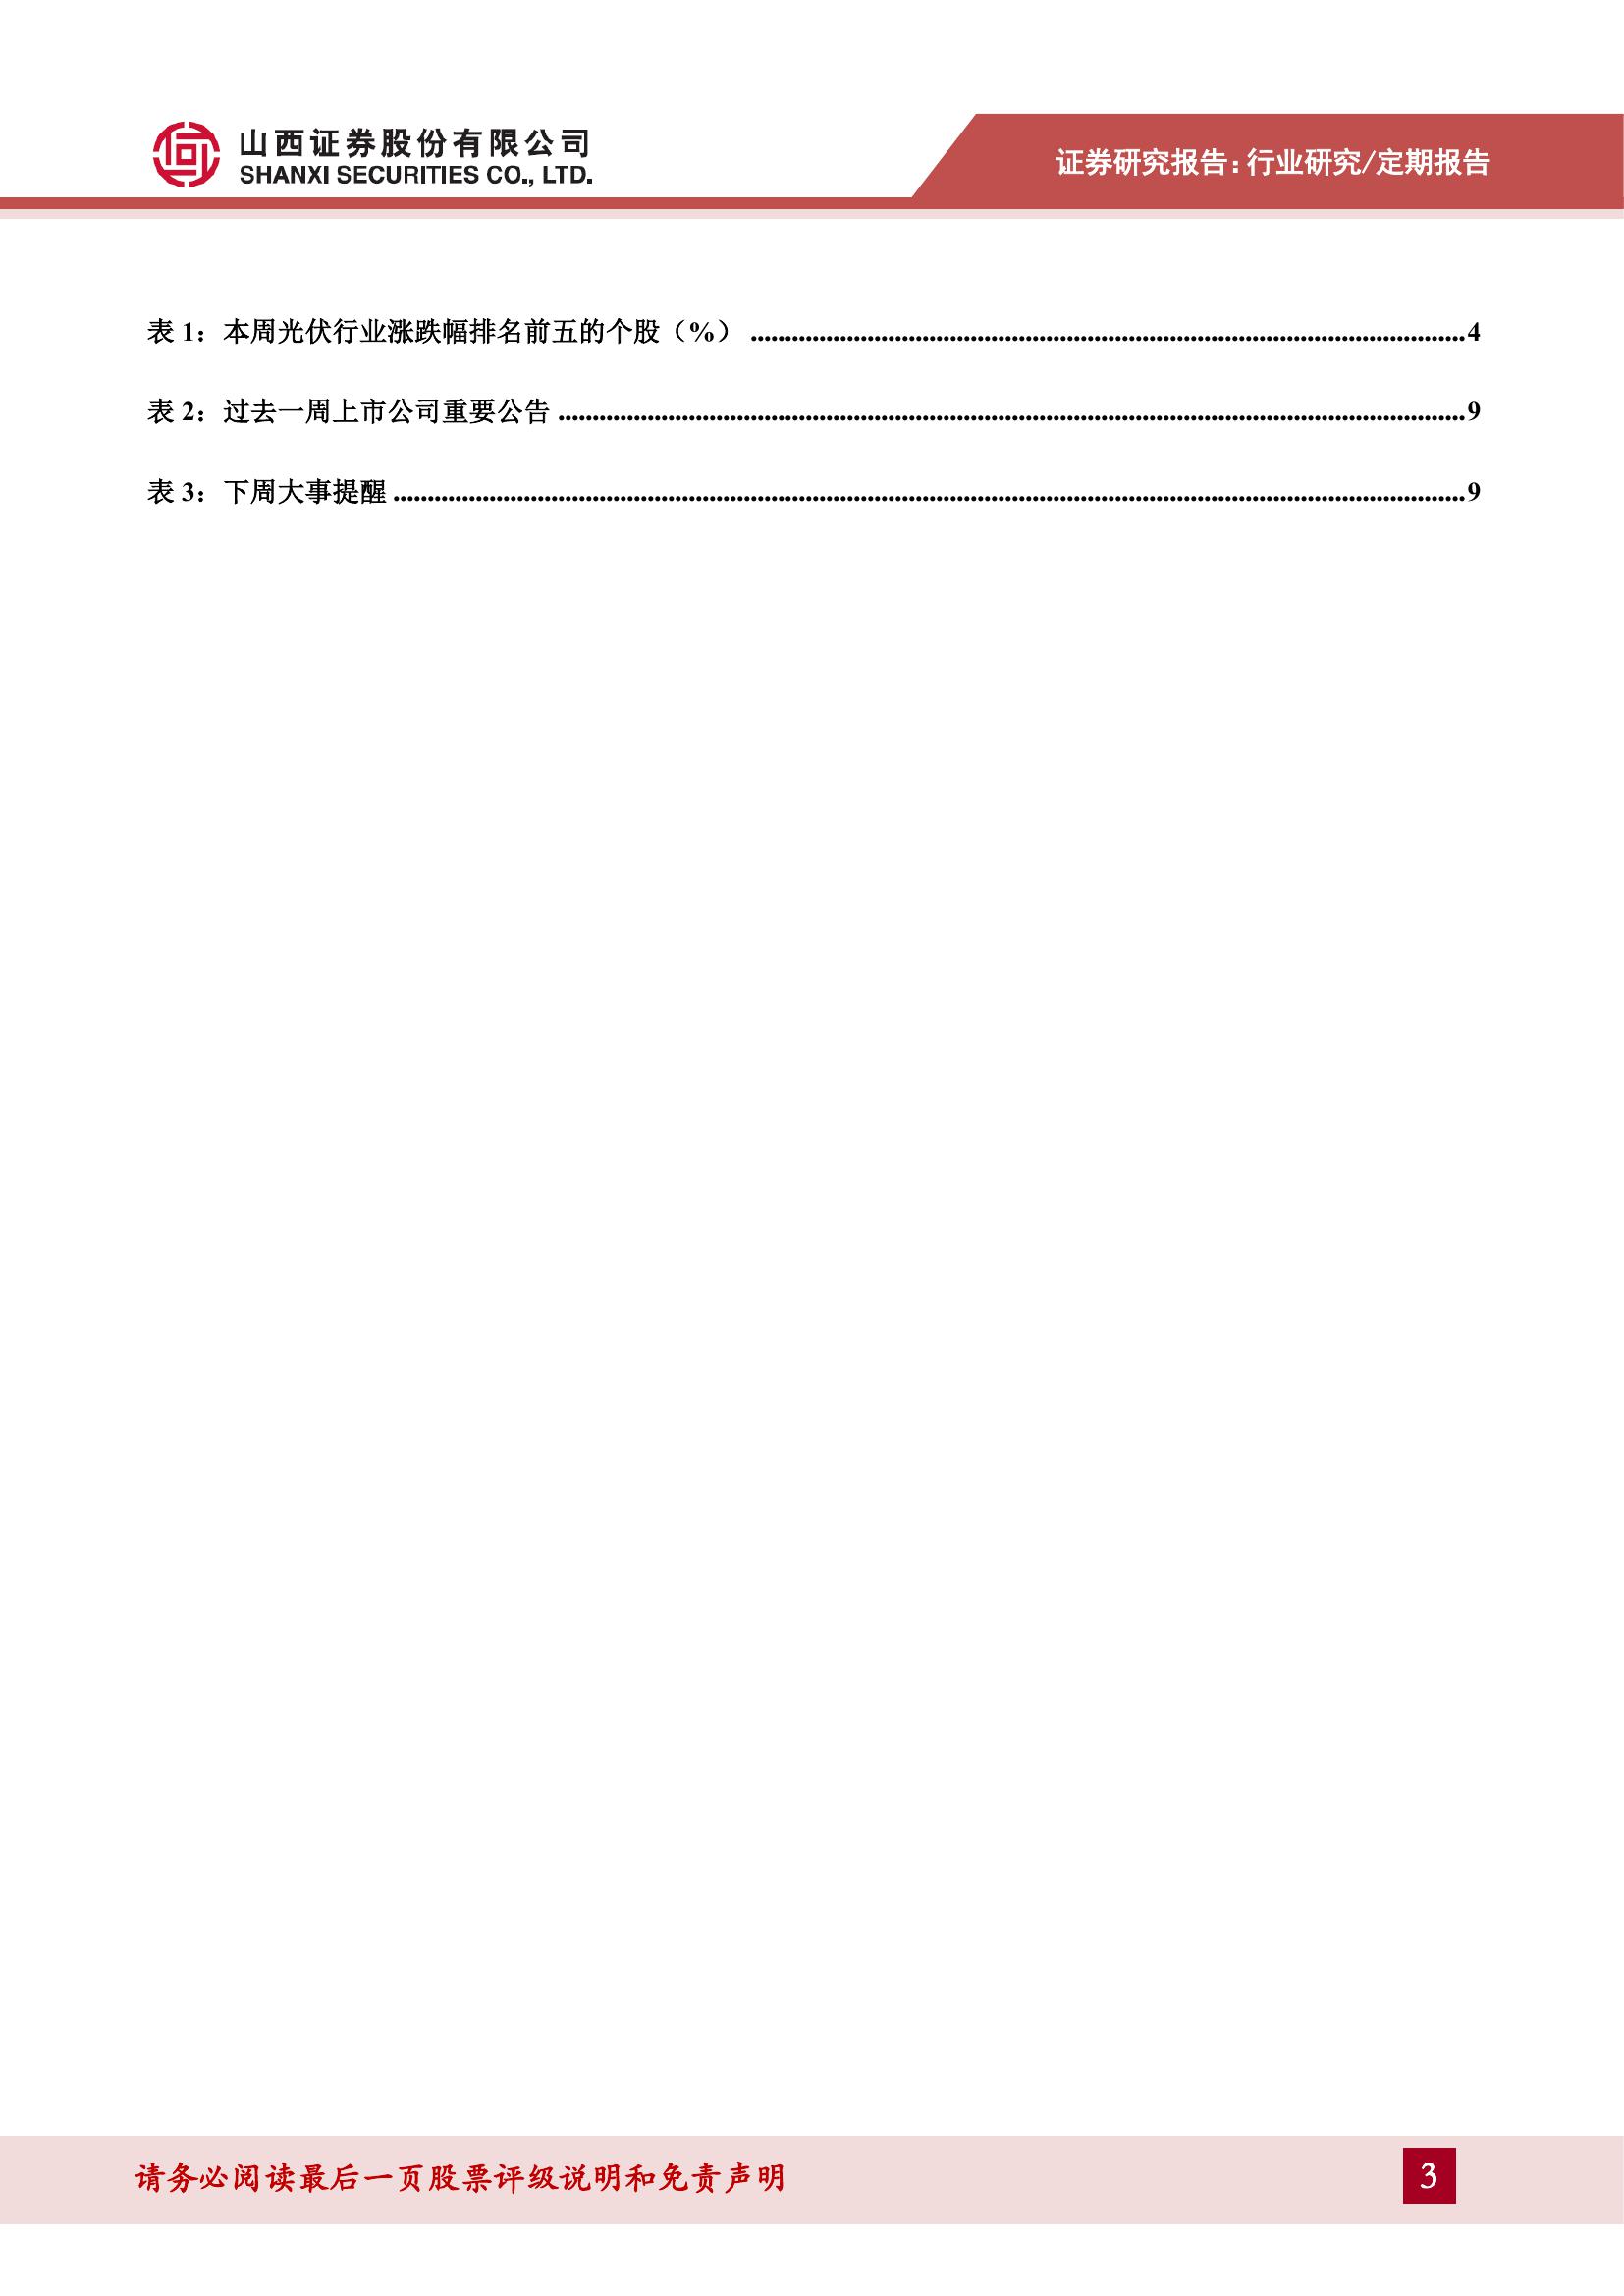 山西证券股份有限公司
SHANXI SECURITIES CO., LTD.
证券研究报告:行业研究/定期报告
表 1：本周光伏行业涨跌幅排名前五的个股（%） ........................................................................................................4
表 2：过去一周上市公司重要公告 ....................................................................................................................................9
表 3：下周大事提醒 ............................................................................................................................................................9
请务必阅读最后一页股票评级说明和免责声明
3